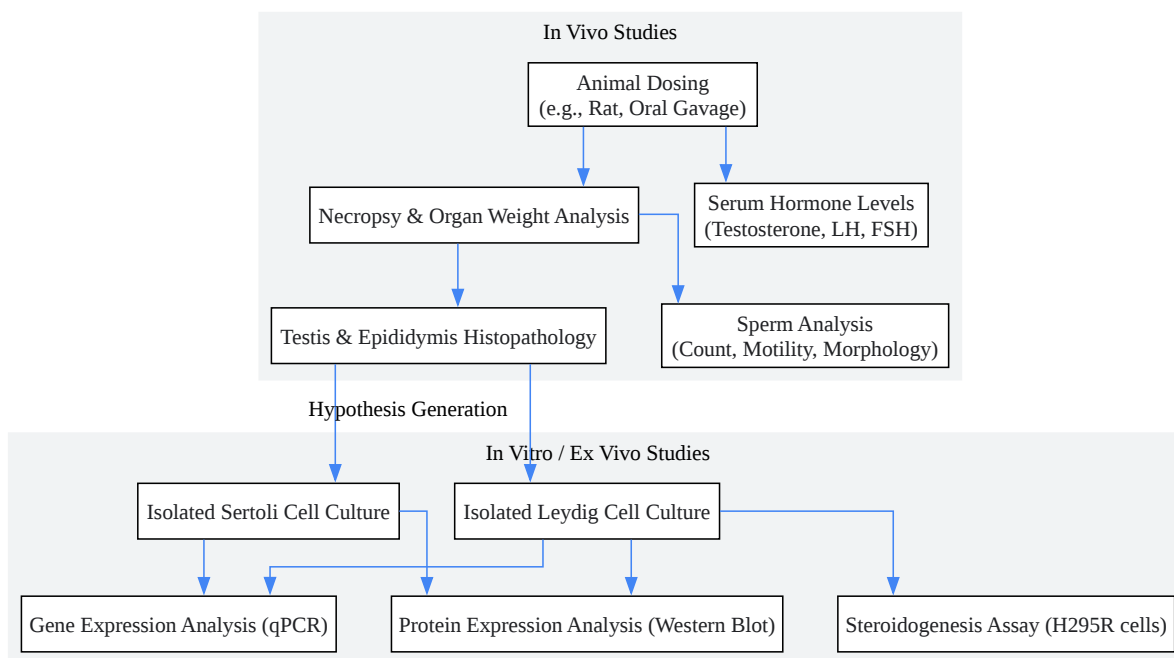 In Vivo Studies
Animal Dosing
(e.g., Rat, Oral Gavage)
Necropsy & Organ Weight Analysis
Serum Hormone Levels
(Testosterone, LH, FSH)
Testis & Epididymis Histopathology
Sperm Analysis
(Count, Motility, Morphology)
Hypothesis Generation
In Vitro / Ex Vivo Studies
Isolated Sertoli Cell Culture
Isolated Leydig Cell Culture
Gene Expression Analysis (qPCR)
Protein Expression Analysis (Western Blot)
Steroidogenesis Assay (H295R cells)